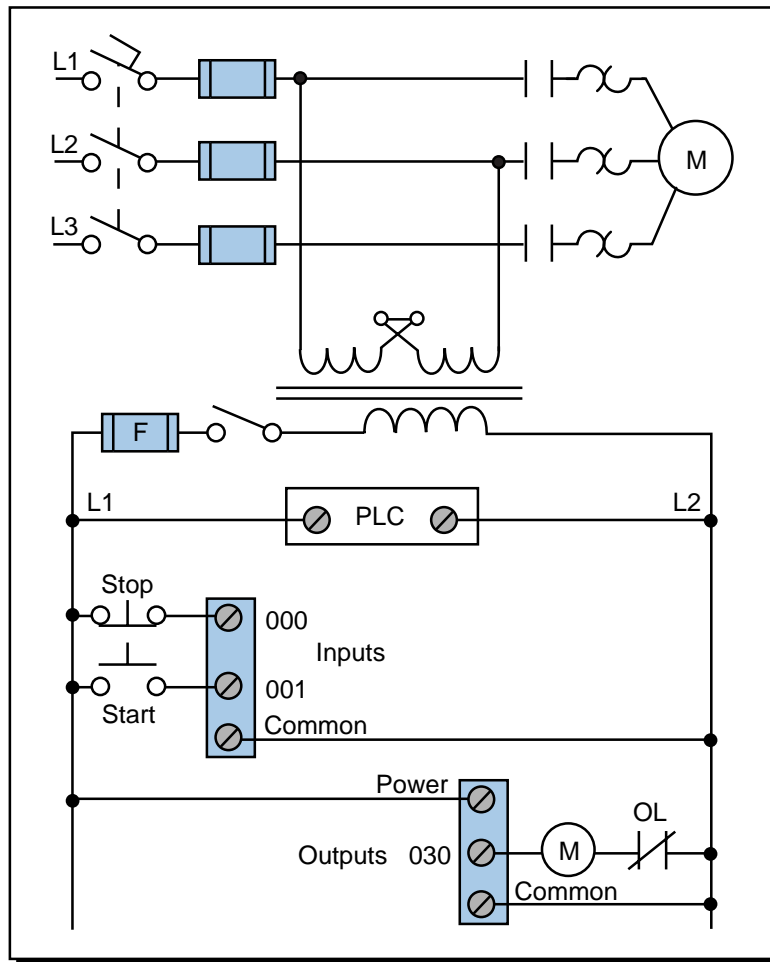 L1
L2
M
L3
F
L1
PLC
L2
Stop
000
Inputs
001
Start
Common
Power
OL
Outputs 030
M
Common